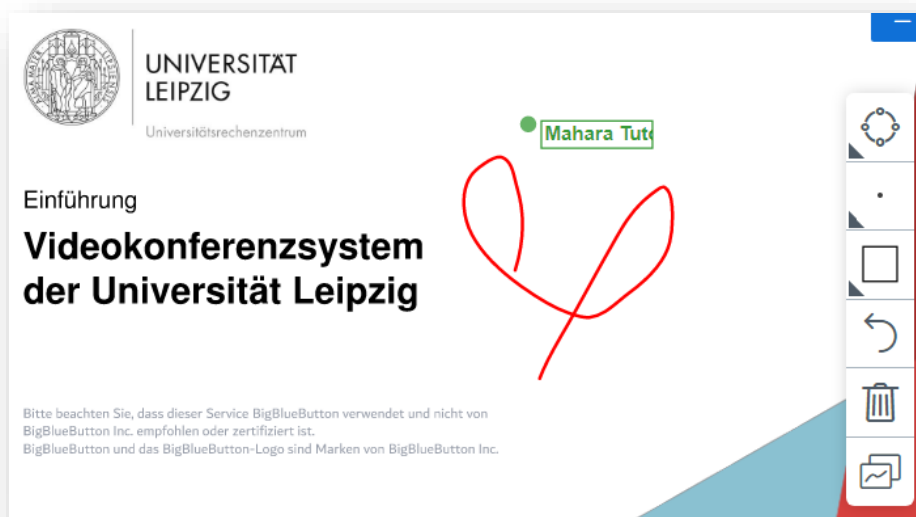 UNIVERSITÄT
LEIPZIG
Universitätsrechenzentrum
Mahara Tuto
Einführung
Videokonferenzsystem
der Universität Leipzig
Bitte beachten Sie, dass dieser Service BigBlueButton verwendet und nicht von
BigBlueButton Inc. empfohlen oder zertifiziert ist.
BigBlueButton und das BigBlueButton-Logo sind Marken von BigBlueButton Inc.